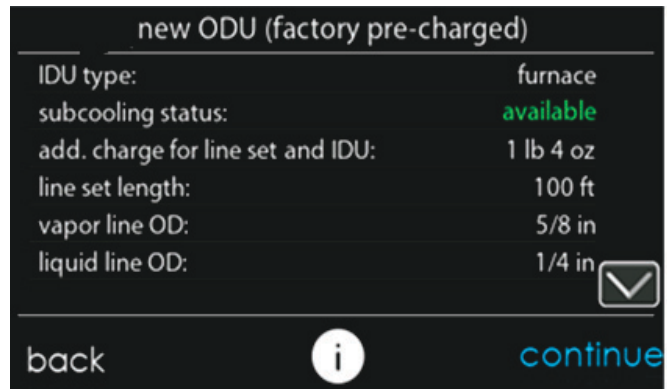 new ODU (factory pre-charged)
IDU type: furnace
subcooling status: available
add. charge for line set and IDU: 1 lb 4 oz
line set length: 100 ft
vapor line OD: 5/8 in
liquid line OD: 1/4 in
back i continue